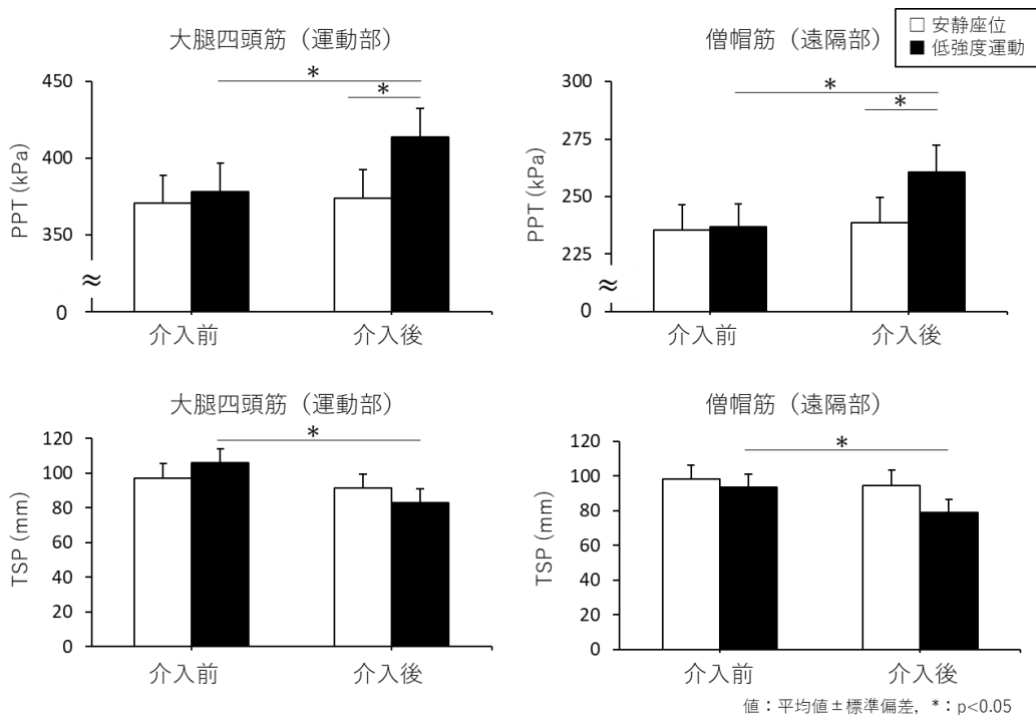 □ 安静座位
■ 低強度運動
大腿四頭筋（運動部）
PPT (kPa)
450
400
350
≈
0
*
*
介入前
介入後
僧帽筋（遠隔部）
PPT (kPa)
300
275
250
225
≈
0
*
*
介入前
介入後
大腿四頭筋（運動部）
TSP (mm)
120
100
80
60
40
20
0
*
介入前
介入後
僧帽筋（遠隔部）
TSP (mm)
120
100
80
60
40
20
0
*
介入前
介入後
値：平均値±標準偏差, *：p<0.05